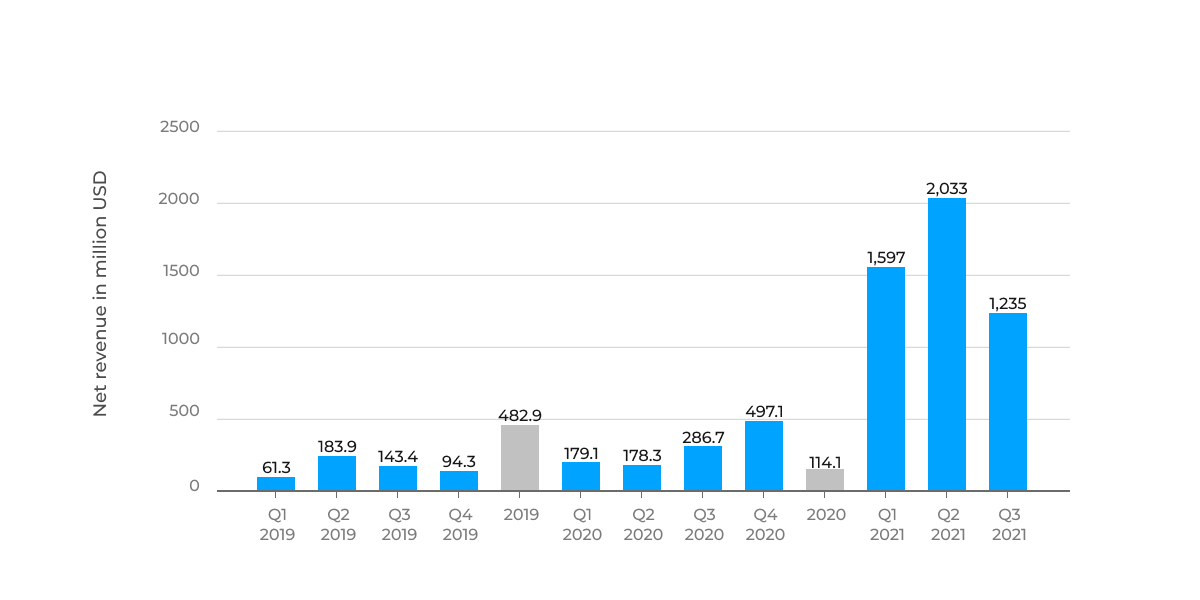 Net revenue in million USD
2500
2000
1500
1000
500
0
61.3
183.9
143.4
94.3
482.9
179.1
178.3
286.7
497.1
114.1
1,597
2,033
1,235
Q1
2019
Q2
2019
Q3
2019
Q4
2019
2019
Q1
2020
Q2
2020
Q3
2020
Q4
2020
2020
Q1
2021
Q2
2021
Q3
2021